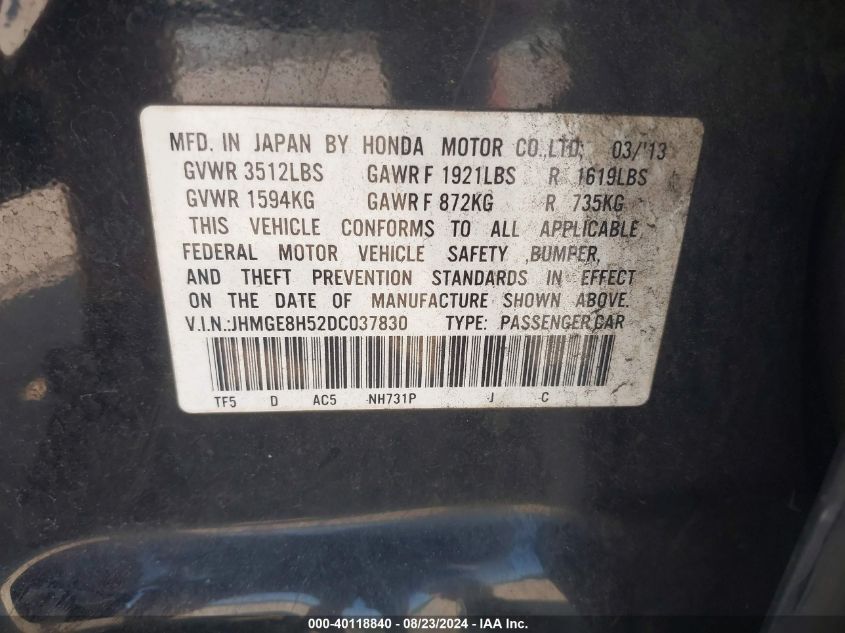 MFD. IN JAPAN BY HONDA MOTOR CO.,LTD. 03/'13
GVWR 3512LBS GAWR F 1921LBS R 1619LBS
GVWR 1594KG GAWR F 872KG R 735KG
THIS VEHICLE CONFORMS TO ALL APPLICABLE
FEDERAL MOTOR VEHICLE SAFETY ,BUMPER,
AND THEFT PREVENTION STANDARDS IN EFFECT
ON THE DATE OF MANUFACTURE SHOWN ABOVE.
V.I.N.:JHMGE8H52DC037830 TYPE: PASSENGER CAR
TF5 D AC5 NH731P J C
000-40118840 - 08/23/2024 - IAA Inc.